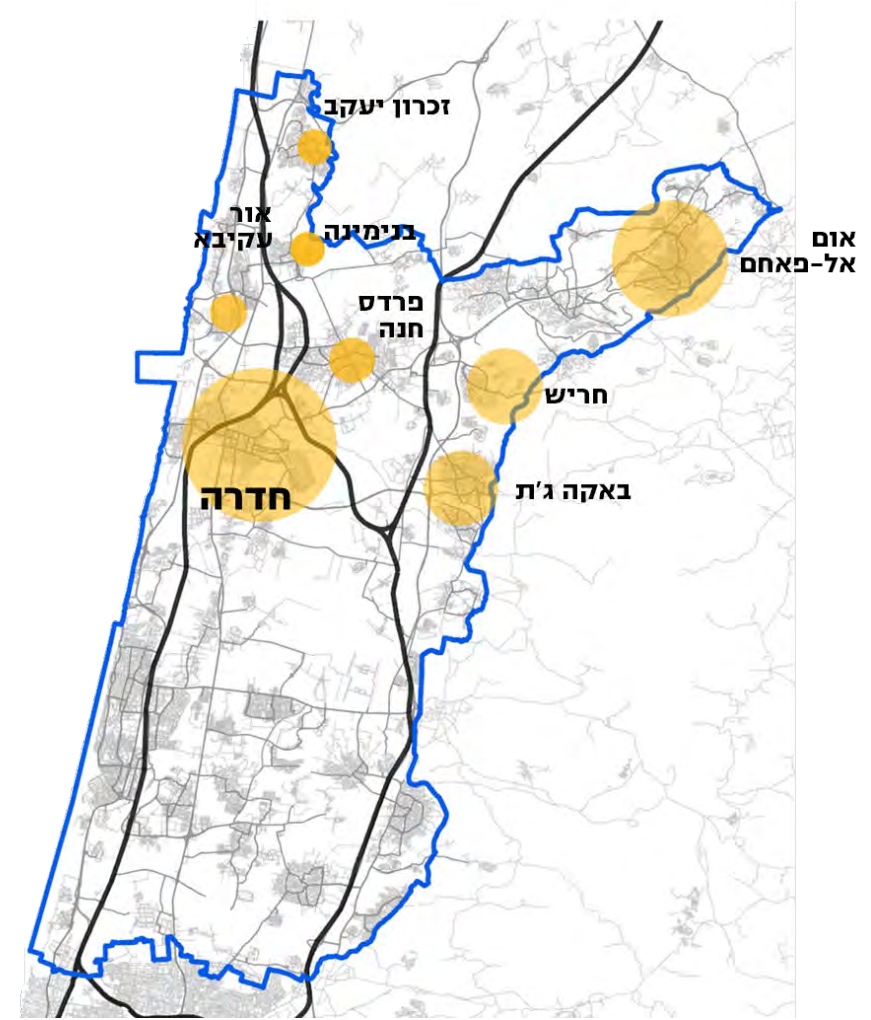 זכרון יעקב
אור
עקיבא
בנימינה
אום
אל-פאחם
פרדס
חנה
חריש
באקה ג'ת
חדרה